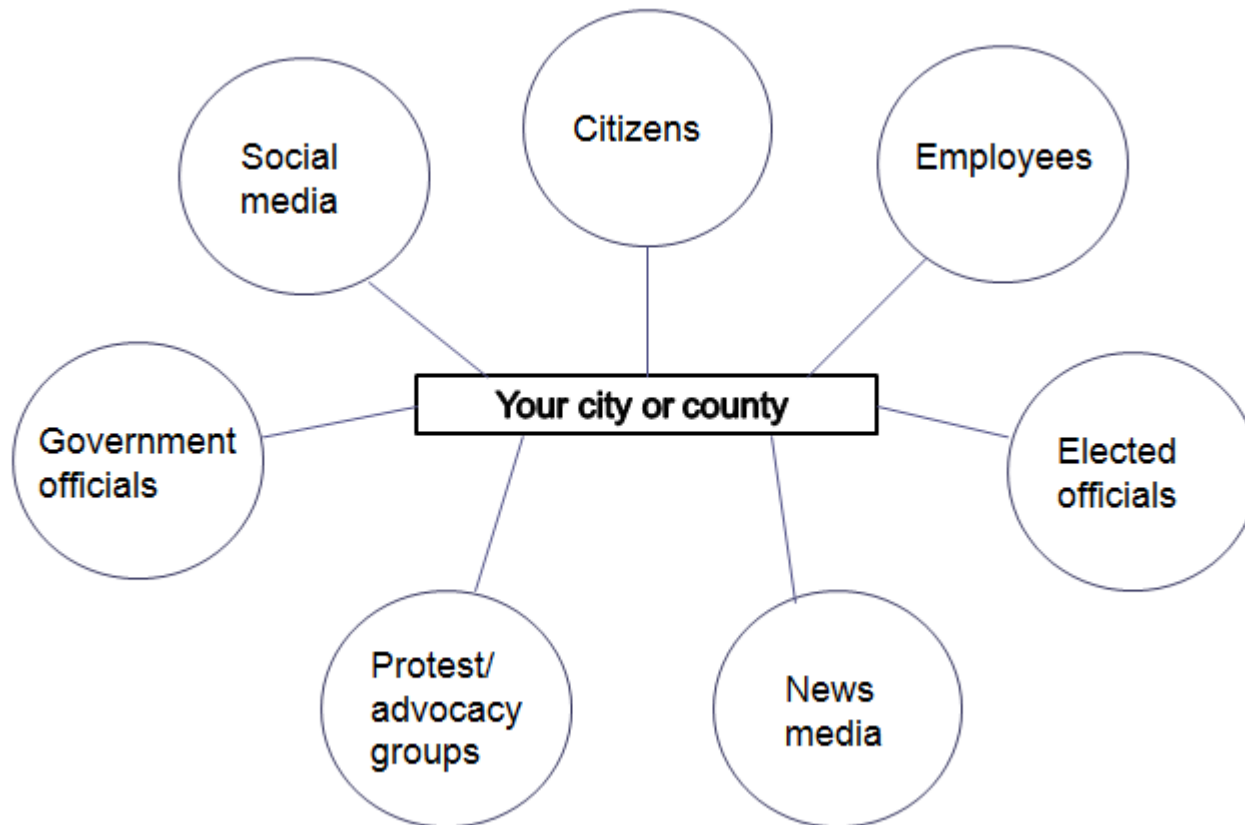 Citizens
Social
media
Employees
Your city or county
Government
officials
Elected
officials
Protest/
advocacy
groups
News
media